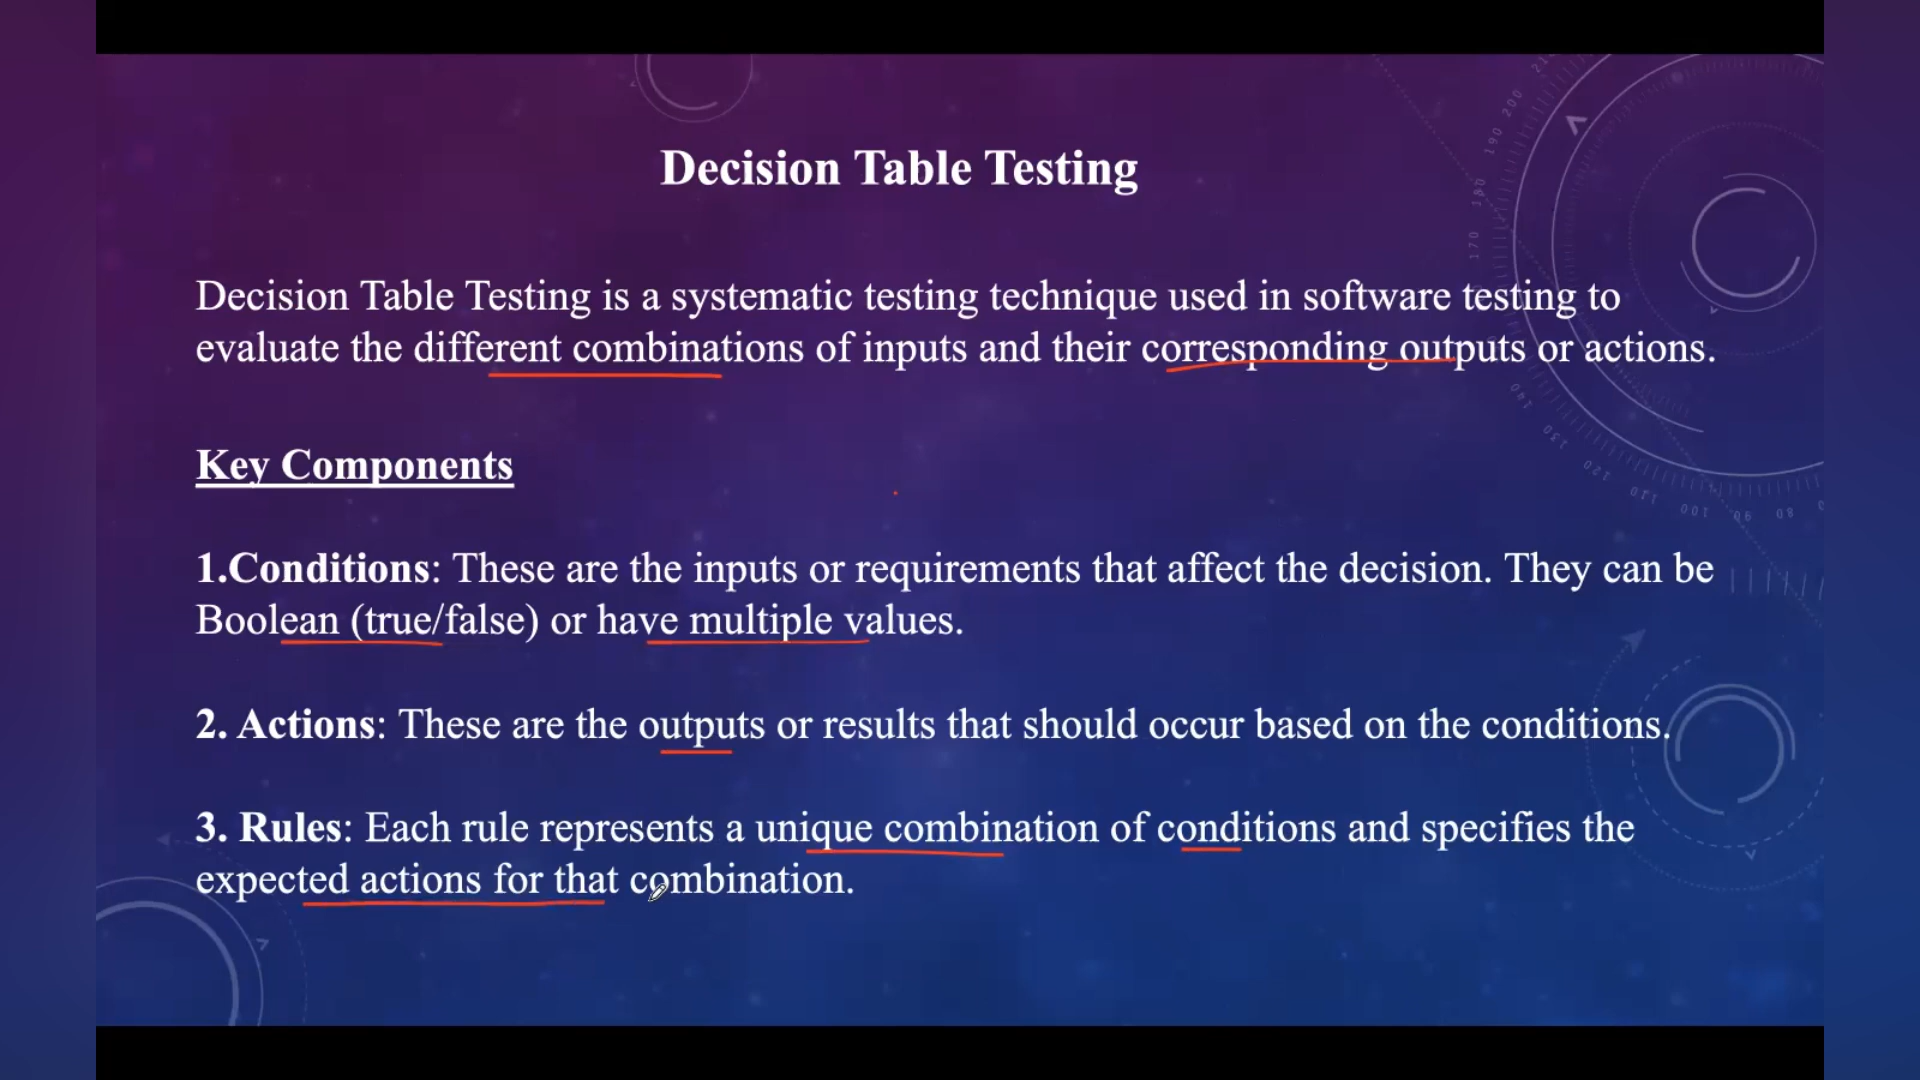 Decision Table Testing
Decision Table Testing is a systematic testing technique used in software testing to
evaluate the different combinations of inputs and their corresponding outputs or actions.
Key Components
1.Conditions: These are the inputs or requirements that affect the decision. They can be
Boolean (true/false) or have multiple values.
2. Actions: These are the outputs or results that should occur based on the conditions.
3. Rules: Each rule represents a unique combination of conditions and specifies the
expected actions for that combination.